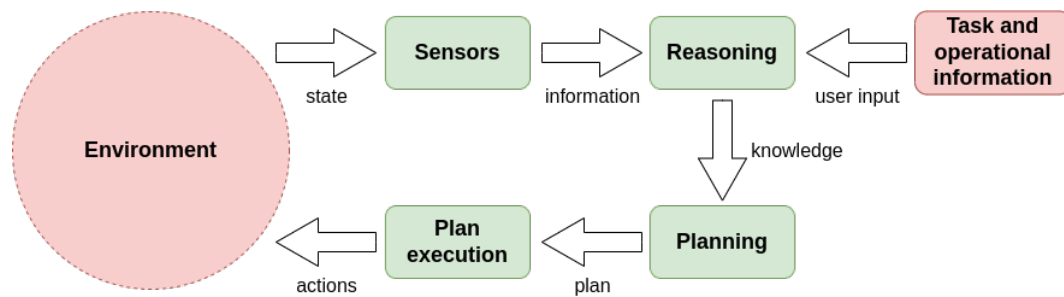 Environment
state
Sensors
information
Reasoning
user input
Task and
operational
information
knowledge
Planning
plan
Plan
execution
actions